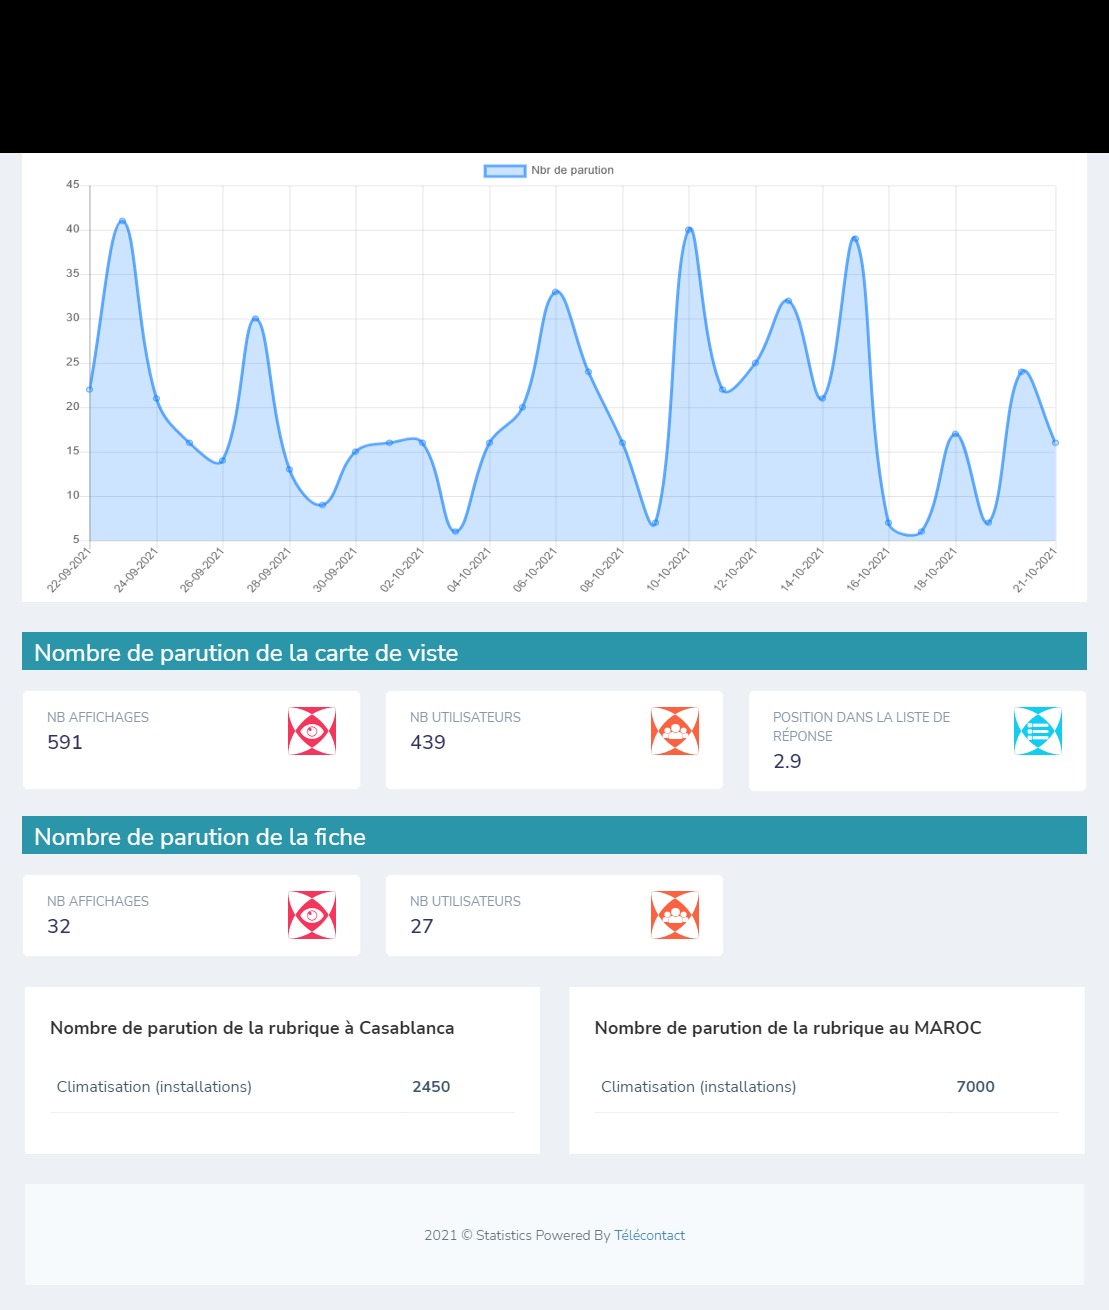 Nbr de parution
45
40
35
30
25
20
15
10
5
22-09-2021
24-09-2021
26-09-2021
28-09-2021
30-09-2021
02-10-2021
04-10-2021
06-10-2021
08-10-2021
10-10-2021
12-10-2021
14-10-2021
16-10-2021
18-10-2021
21-10-2021
Nombre de parution de la carte de viste
NB AFFICHAGES
591
NB UTILISATEURS
439
POSITION DANS LA LISTE DE
RÉPONSE
2.9
Nombre de parution de la fiche
NB AFFICHAGES
32
NB UTILISATEURS
27
Nombre de parution de la rubrique à Casablanca
Climatisation (installations) 2450
Nombre de parution de la rubrique au MAROC
Climatisation (installations) 7000
2021 © Statistics Powered By Télécontact